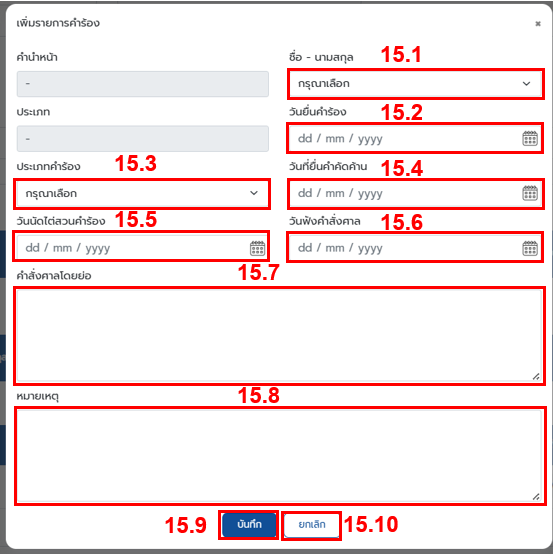 เพิ่มรายการคำร้อง ×
คำนำหน้า ชื่อ - นามสกุล 15.1
- กรุณาเลือก
ประเภท วันยื่นคำร้อง 15.2
- dd / mm / yyyy
ประเภทคำร้อง 15.3 วันที่ยื่นคำคัดค้าน 15.4
กรุณาเลือก dd / mm / yyyy
วันนัดไต่สวนคำร้อง 15.5 วันฟังคำสั่งศาล 15.6
dd / mm / yyyy dd / mm / yyyy
คำสั่งศาลโดยย่อ 15.7
หมายเหตุ 15.8
15.9 บันทึก ยกเลิก 15.10